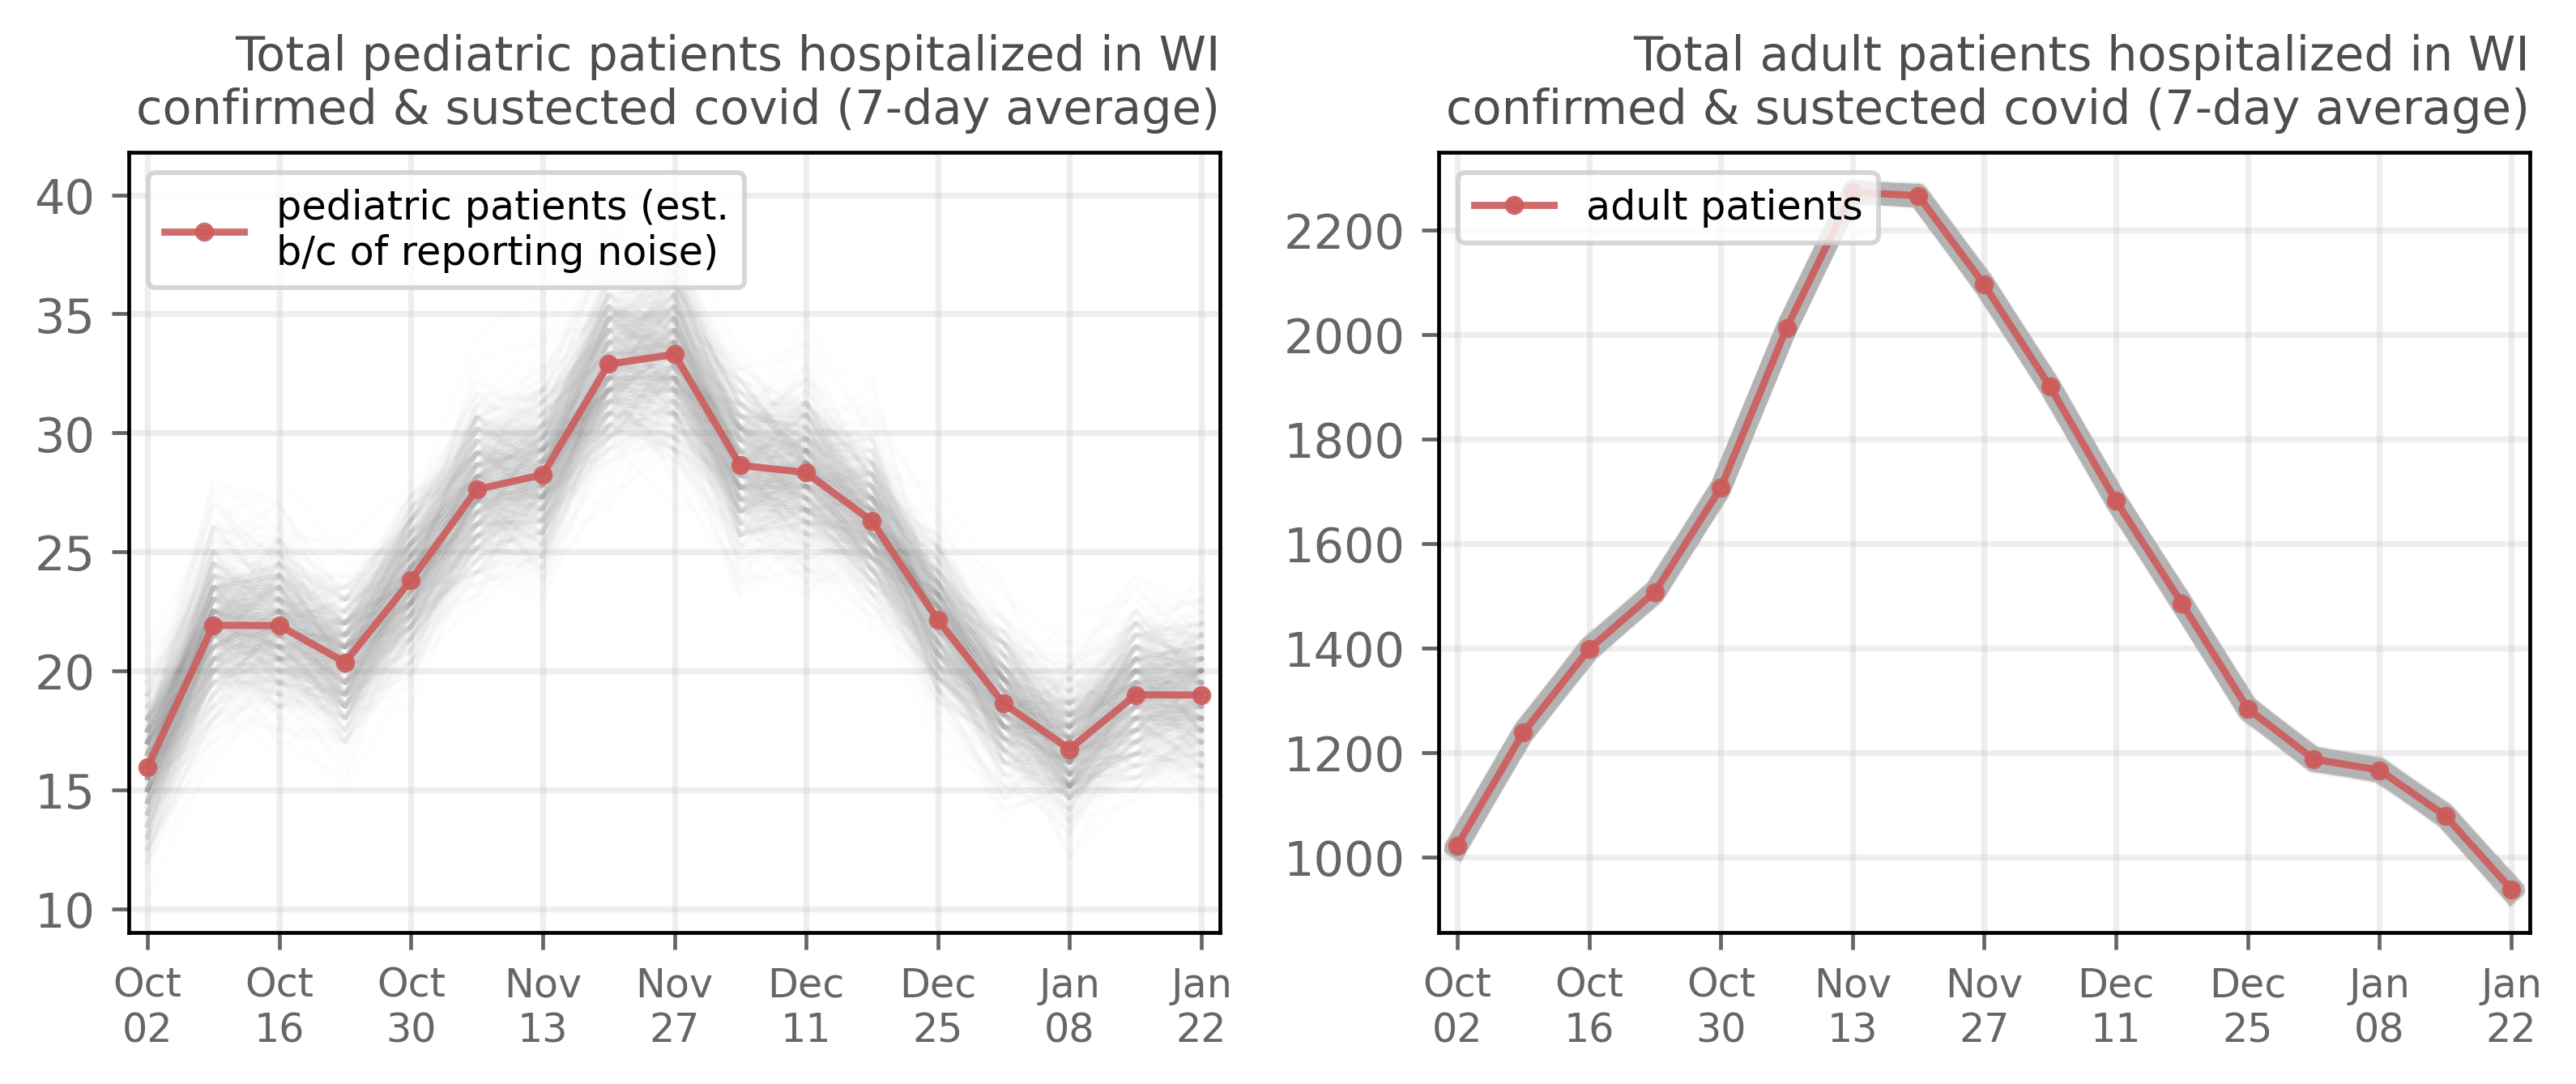 Total pediatric patients hospitalized in WI
confirmed & sustected covid (7-day average)
pediatric patients (est.
b/c of reporting noise)
40
35
30
25
20
15
10
Oct Oct Oct Nov Nov Dec Dec Jan Jan
02 16 30 13 27 11 25 08 22
Total adult patients hospitalized in WI
confirmed & sustected covid (7-day average)
adult patients
2200
2000
1800
1600
1400
1200
1000
Oct Oct Oct Nov Nov Dec Dec Jan Jan
02 16 30 13 27 11 25 08 22